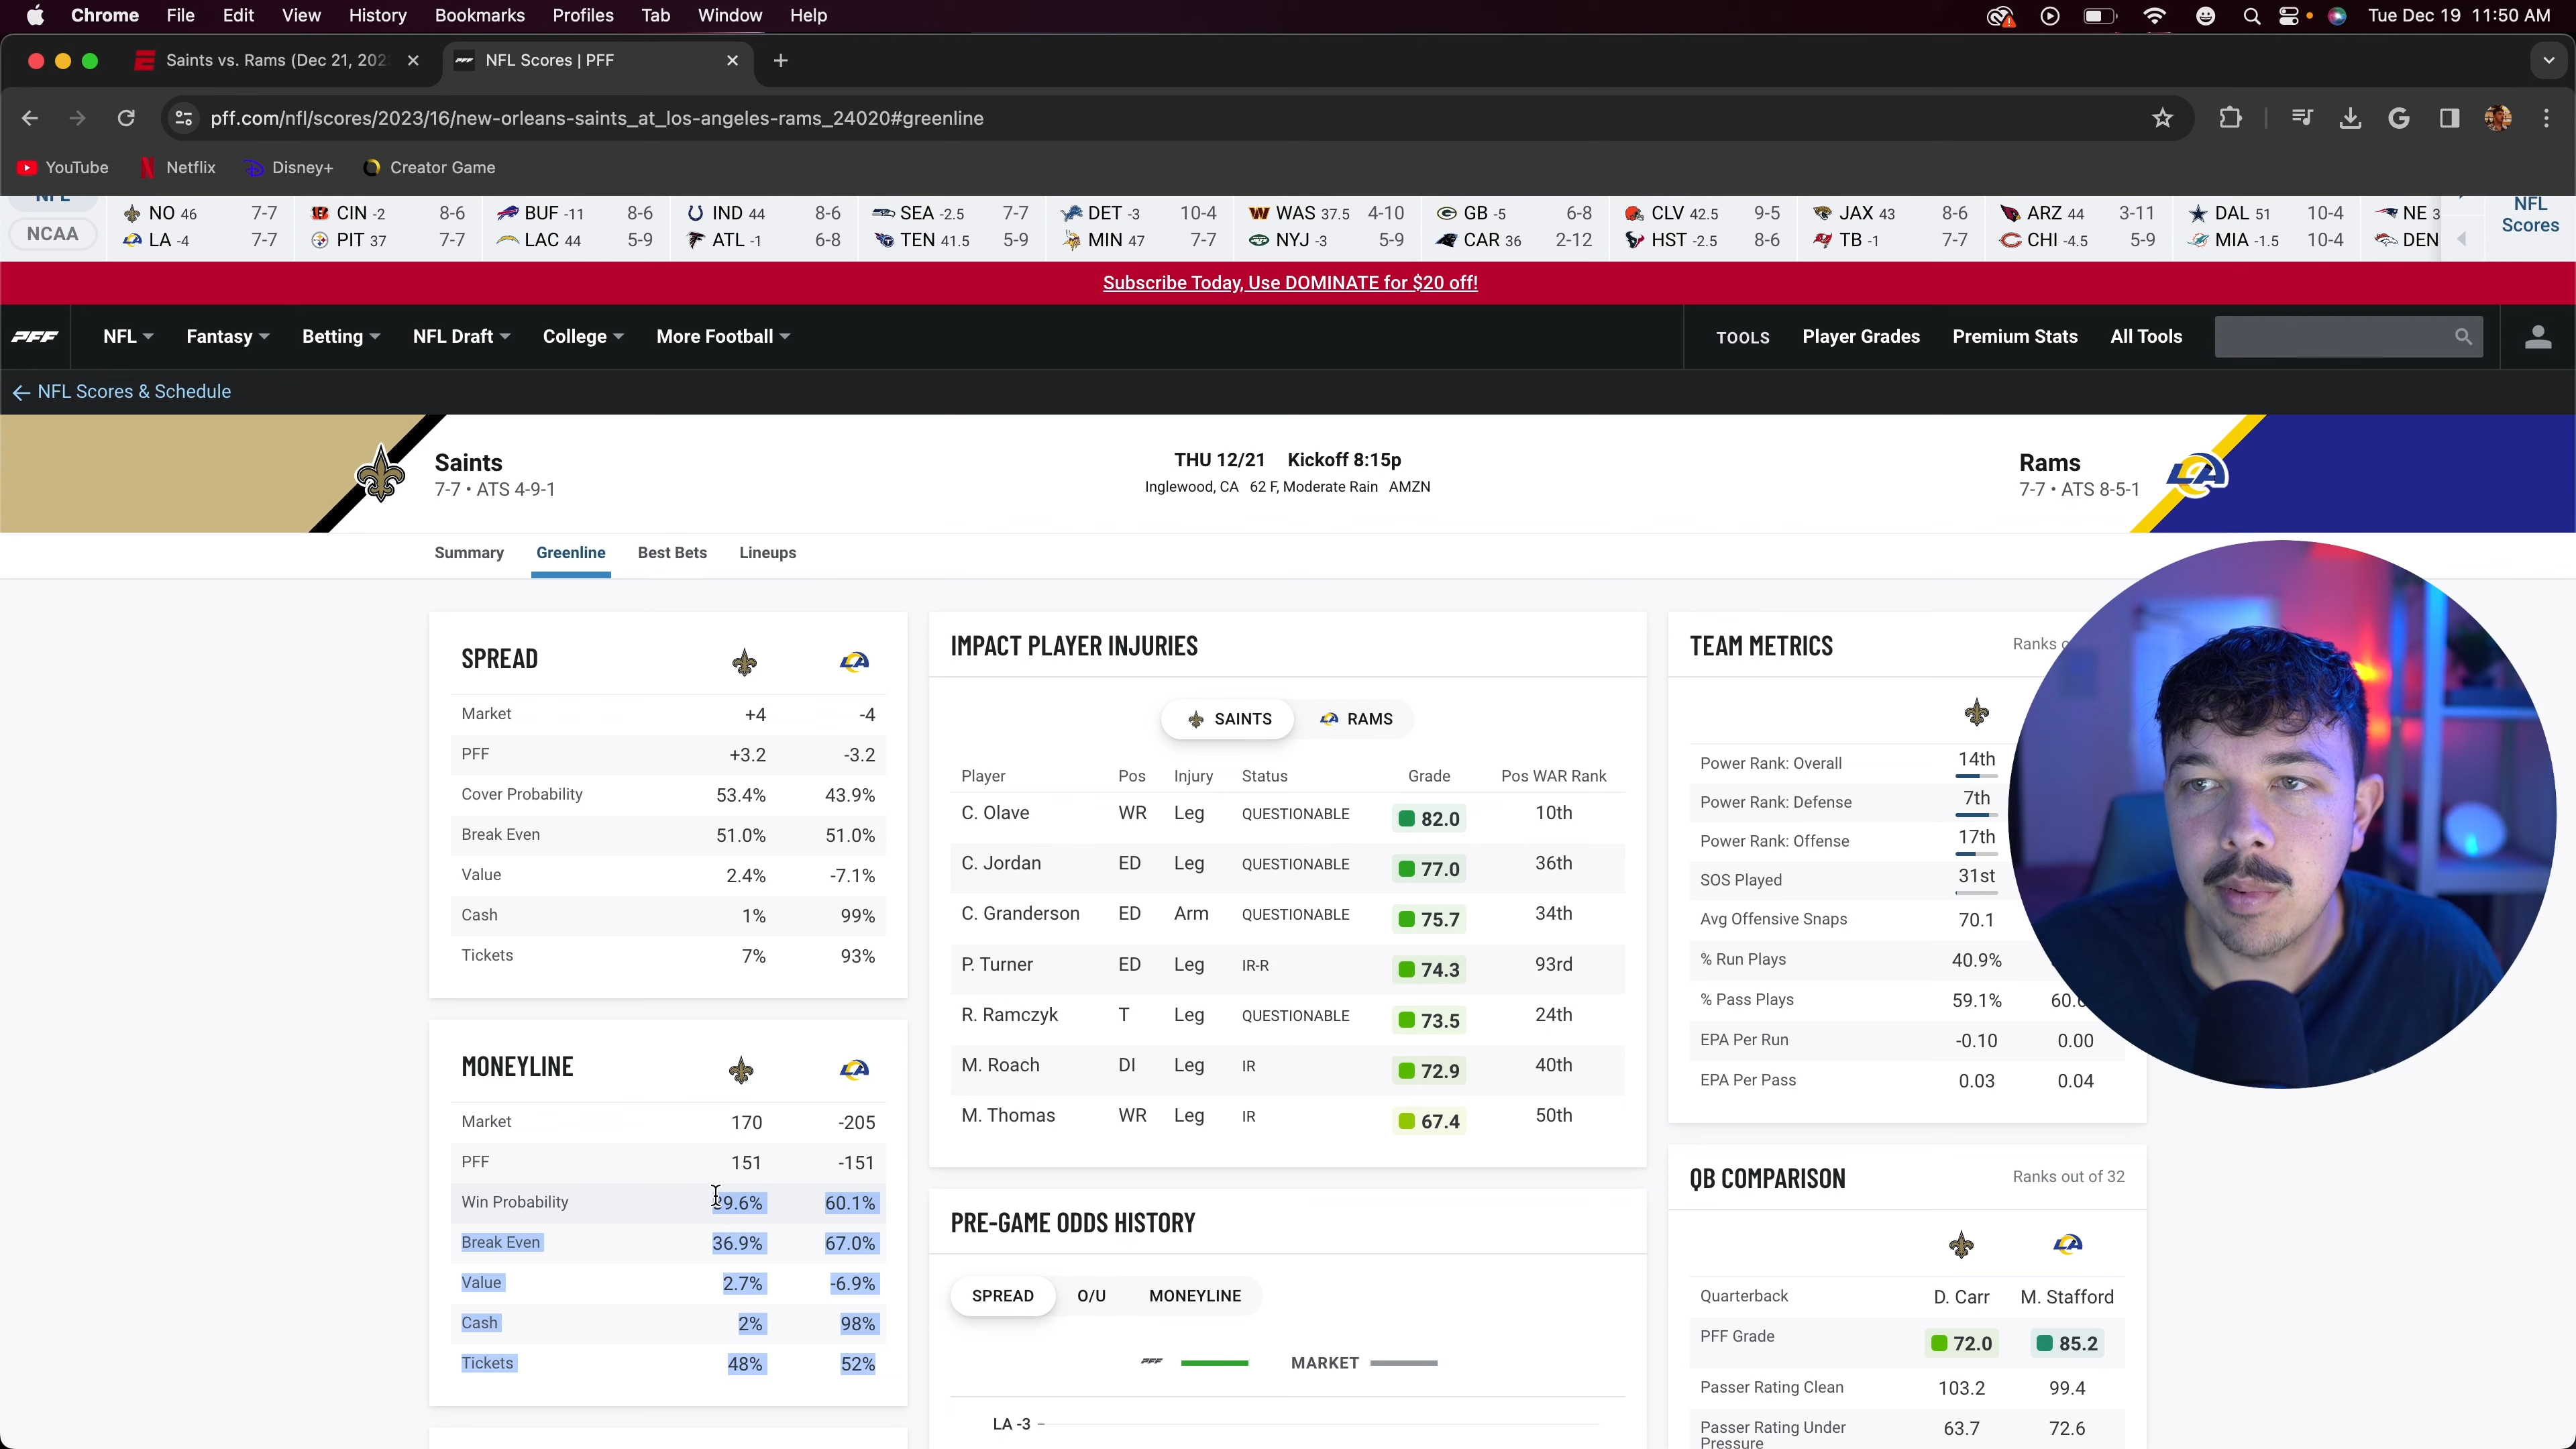 Chrome File Edit View History Bookmarks Profiles Tab Window Help Tue Dec 19 11:50 AM
Saints vs. Rams (Dec 21, 202 NFL Scores | PFF
pff.com/nfl/scores/2023/16/new-orleans-saints_at_los-angeles-rams_24020#greenline
YouTube Netflix Disney+ Creator Game
NFL NO 46 7-7 CIN -2 8-6 BUF -11 8-6 IND 44 8-6 SEA -2.5 7-7 DET -3 10-4 WAS 37.5 4-10 GB -5 6-8 CLV 42.5 9-5 JAX 43 8-6 ARZ 44 3-11 DAL 51 10-4 NE 3 NFL
NCAA LA -4 7-7 PIT 37 7-7 LAC 44 5-9 ATL -1 6-8 TEN 41.5 5-9 MIN 47 7-7 NYJ -3 5-9 CAR 36 2-12 HST -2.5 8-6 TB -1 7-7 CHI -4.5 5-9 MIA -1.5 10-4 DEN Scores
Subscribe Today, Use DOMINATE for $20 off!
PFF NFL Fantasy Betting NFL Draft College More Football TOOLS Player Grades Premium Stats All Tools
NFL Scores & Schedule
Saints THU 12/21 Kickoff 8:15p Rams
7-7 • ATS 4-9-1 Inglewood, CA 62 F, Moderate Rain AMZN 7-7 • ATS 8-5-1
Summary Greenline Best Bets Lineups
SPREAD
Market +4 -4
PFF +3.2 -3.2
Cover Probability 53.4% 43.9%
Break Even 51.0% 51.0%
Value 2.4% -7.1%
Cash 1% 99%
Tickets 7% 93%
MONEYLINE
Market 170 -205
PFF 151 -151
Win Probability 39.6% 60.1%
Break Even 36.9% 67.0%
Value 2.7% -6.9%
Cash 2% 98%
Tickets 48% 52%
IMPACT PLAYER INJURIES
SAINTS RAMS
Player Pos Injury Status Grade Pos WAR Rank
C. Olave WR Leg QUESTIONABLE 82.0 10th
C. Jordan ED Leg QUESTIONABLE 77.0 36th
C. Granderson ED Arm QUESTIONABLE 75.7 34th
P. Turner ED Leg IR-R 74.3 93rd
R. Ramczyk T Leg QUESTIONABLE 73.5 24th
M. Roach DI Leg IR 72.9 40th
M. Thomas WR Leg IR 67.4 50th
PRE-GAME ODDS HISTORY
SPREAD O/U MONEYLINE
PFF MARKET
LA -3
TEAM METRICS Ranks
Power Rank: Overall 14th
Power Rank: Defense 7th
Power Rank: Offense 17th
SOS Played 31st
Avg Offensive Snaps 70.1
% Run Plays 40.9%
% Pass Plays 59.1% 60.
EPA Per Run -0.10 0.00
EPA Per Pass 0.03 0.04
QB COMPARISON Ranks out of 32
Quarterback D. Carr M. Stafford
PFF Grade 72.0 85.2
Passer Rating Clean 103.2 99.4
Passer Rating Under 63.7 72.6
Pressure